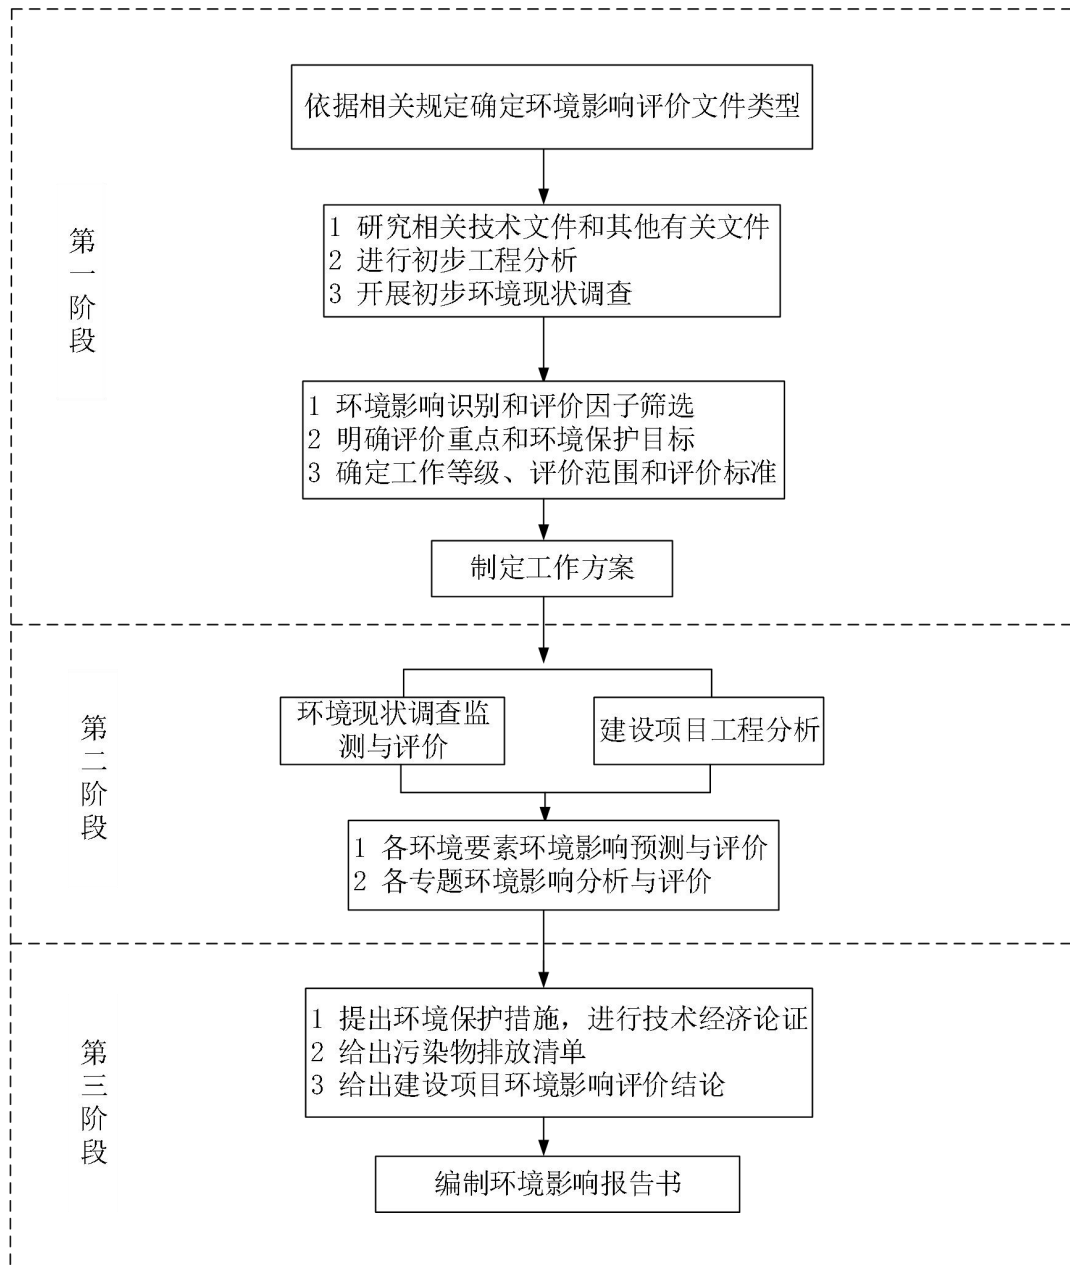 依据相关规定确定环境影响评价文件类型
第一阶段
1 研究相关技术文件和其他有关文件
2 进行初步工程分析
3 开展初步环境现状调查
1 环境影响识别和评价因子筛选
2 明确评价重点和环境保护目标
3 确定工作等级、评价范围和评价标准
制定工作方案
第二阶段
环境现状调查监
测与评价
建设项目工程分析
1 各环境要素环境影响预测与评价
2 各专题环境影响分析与评价
第三阶段
1 提出环境保护措施，进行技术经济论证
2 给出污染物排放清单
3 给出建设项目环境影响评价结论
编制环境影响报告书